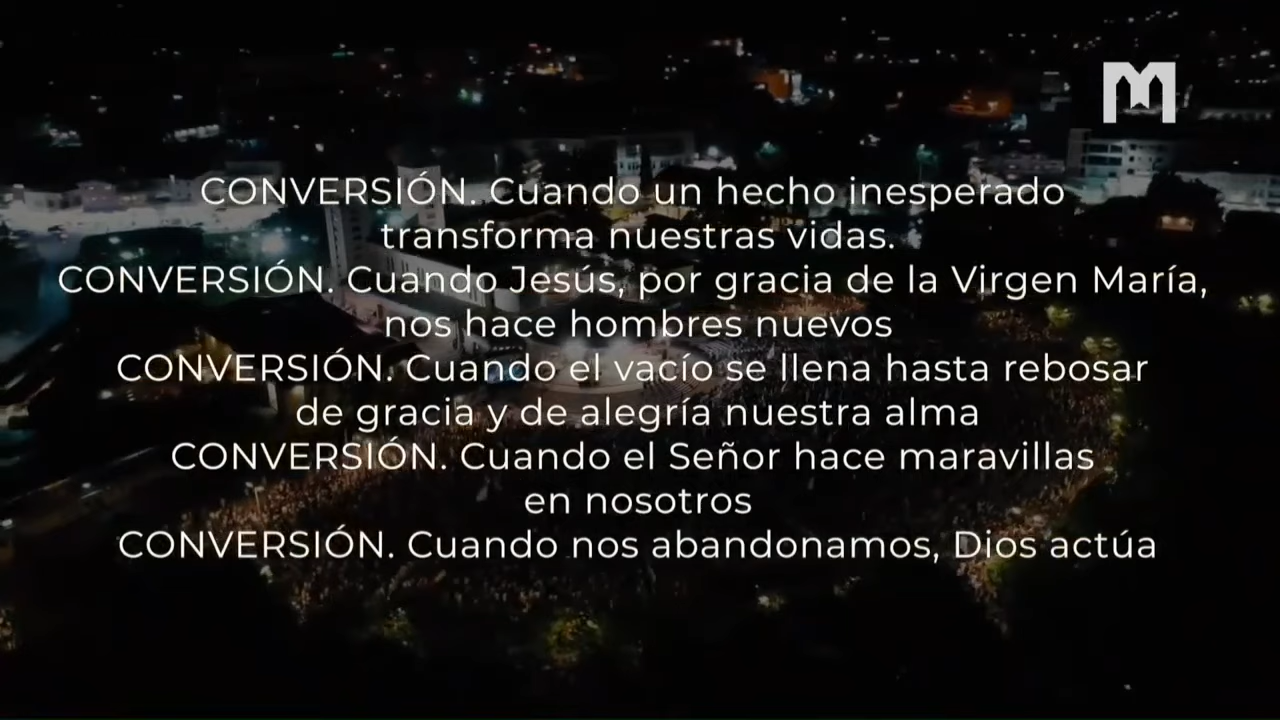 CONVERSIÓN. Cuando un hecho inesperado
transforma nuestras vidas.
CONVERSIÓN. Cuando Jesús, por gracia de la Virgen María,
nos hace hombres nuevos
CONVERSIÓN. Cuando el vacío se llena hasta rebosar
de gracia y de alegría nuestra alma
CONVERSIÓN. Cuando el Señor hace maravillas
en nosotros
CONVERSIÓN. Cuando nos abandonamos, Dios actúa